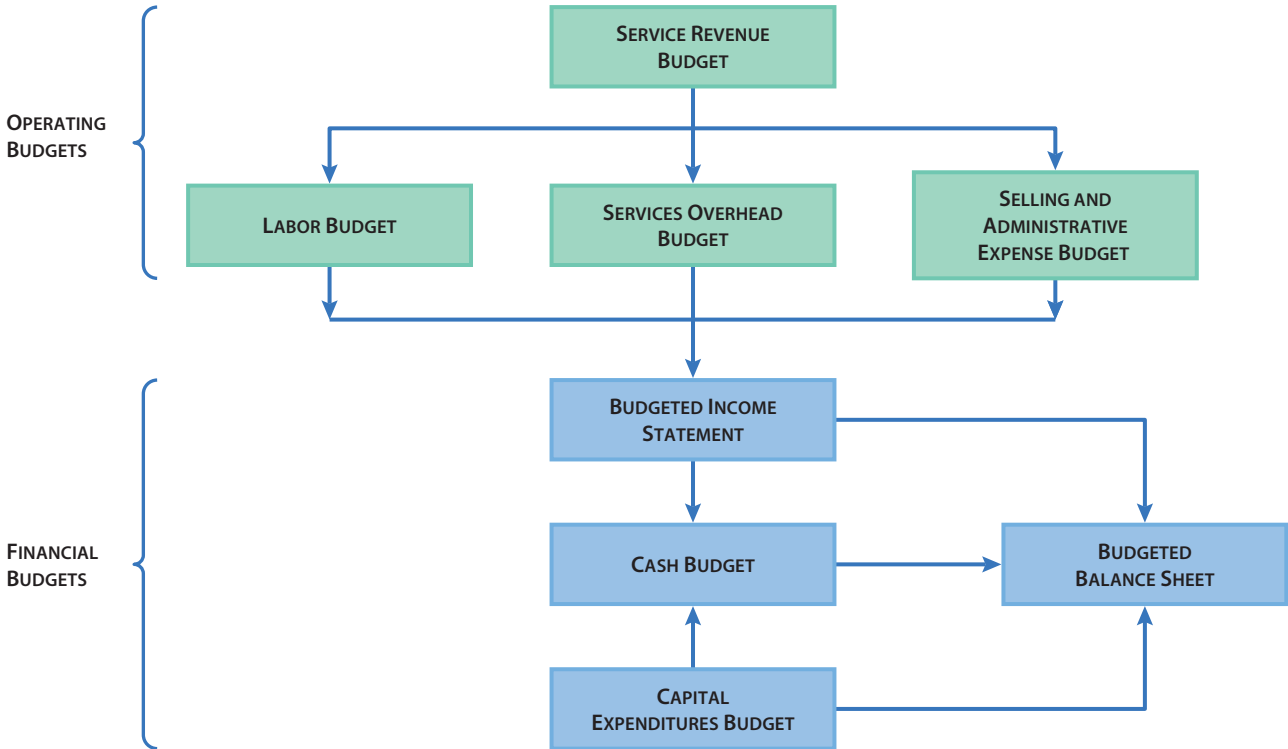 SERVICE REVENUE
BUDGET
OPERATING
BUDGETS
LABOR BUDGET
SERVICES OVERHEAD
BUDGET
SELLING AND
ADMINISTRATIVE
EXPENSE BUDGET
BUDGETED INCOME
STATEMENT
FINANCIAL
BUDGETS
CASH BUDGET
BUDGETED
BALANCE SHEET
CAPITAL
EXPENDITURES BUDGET